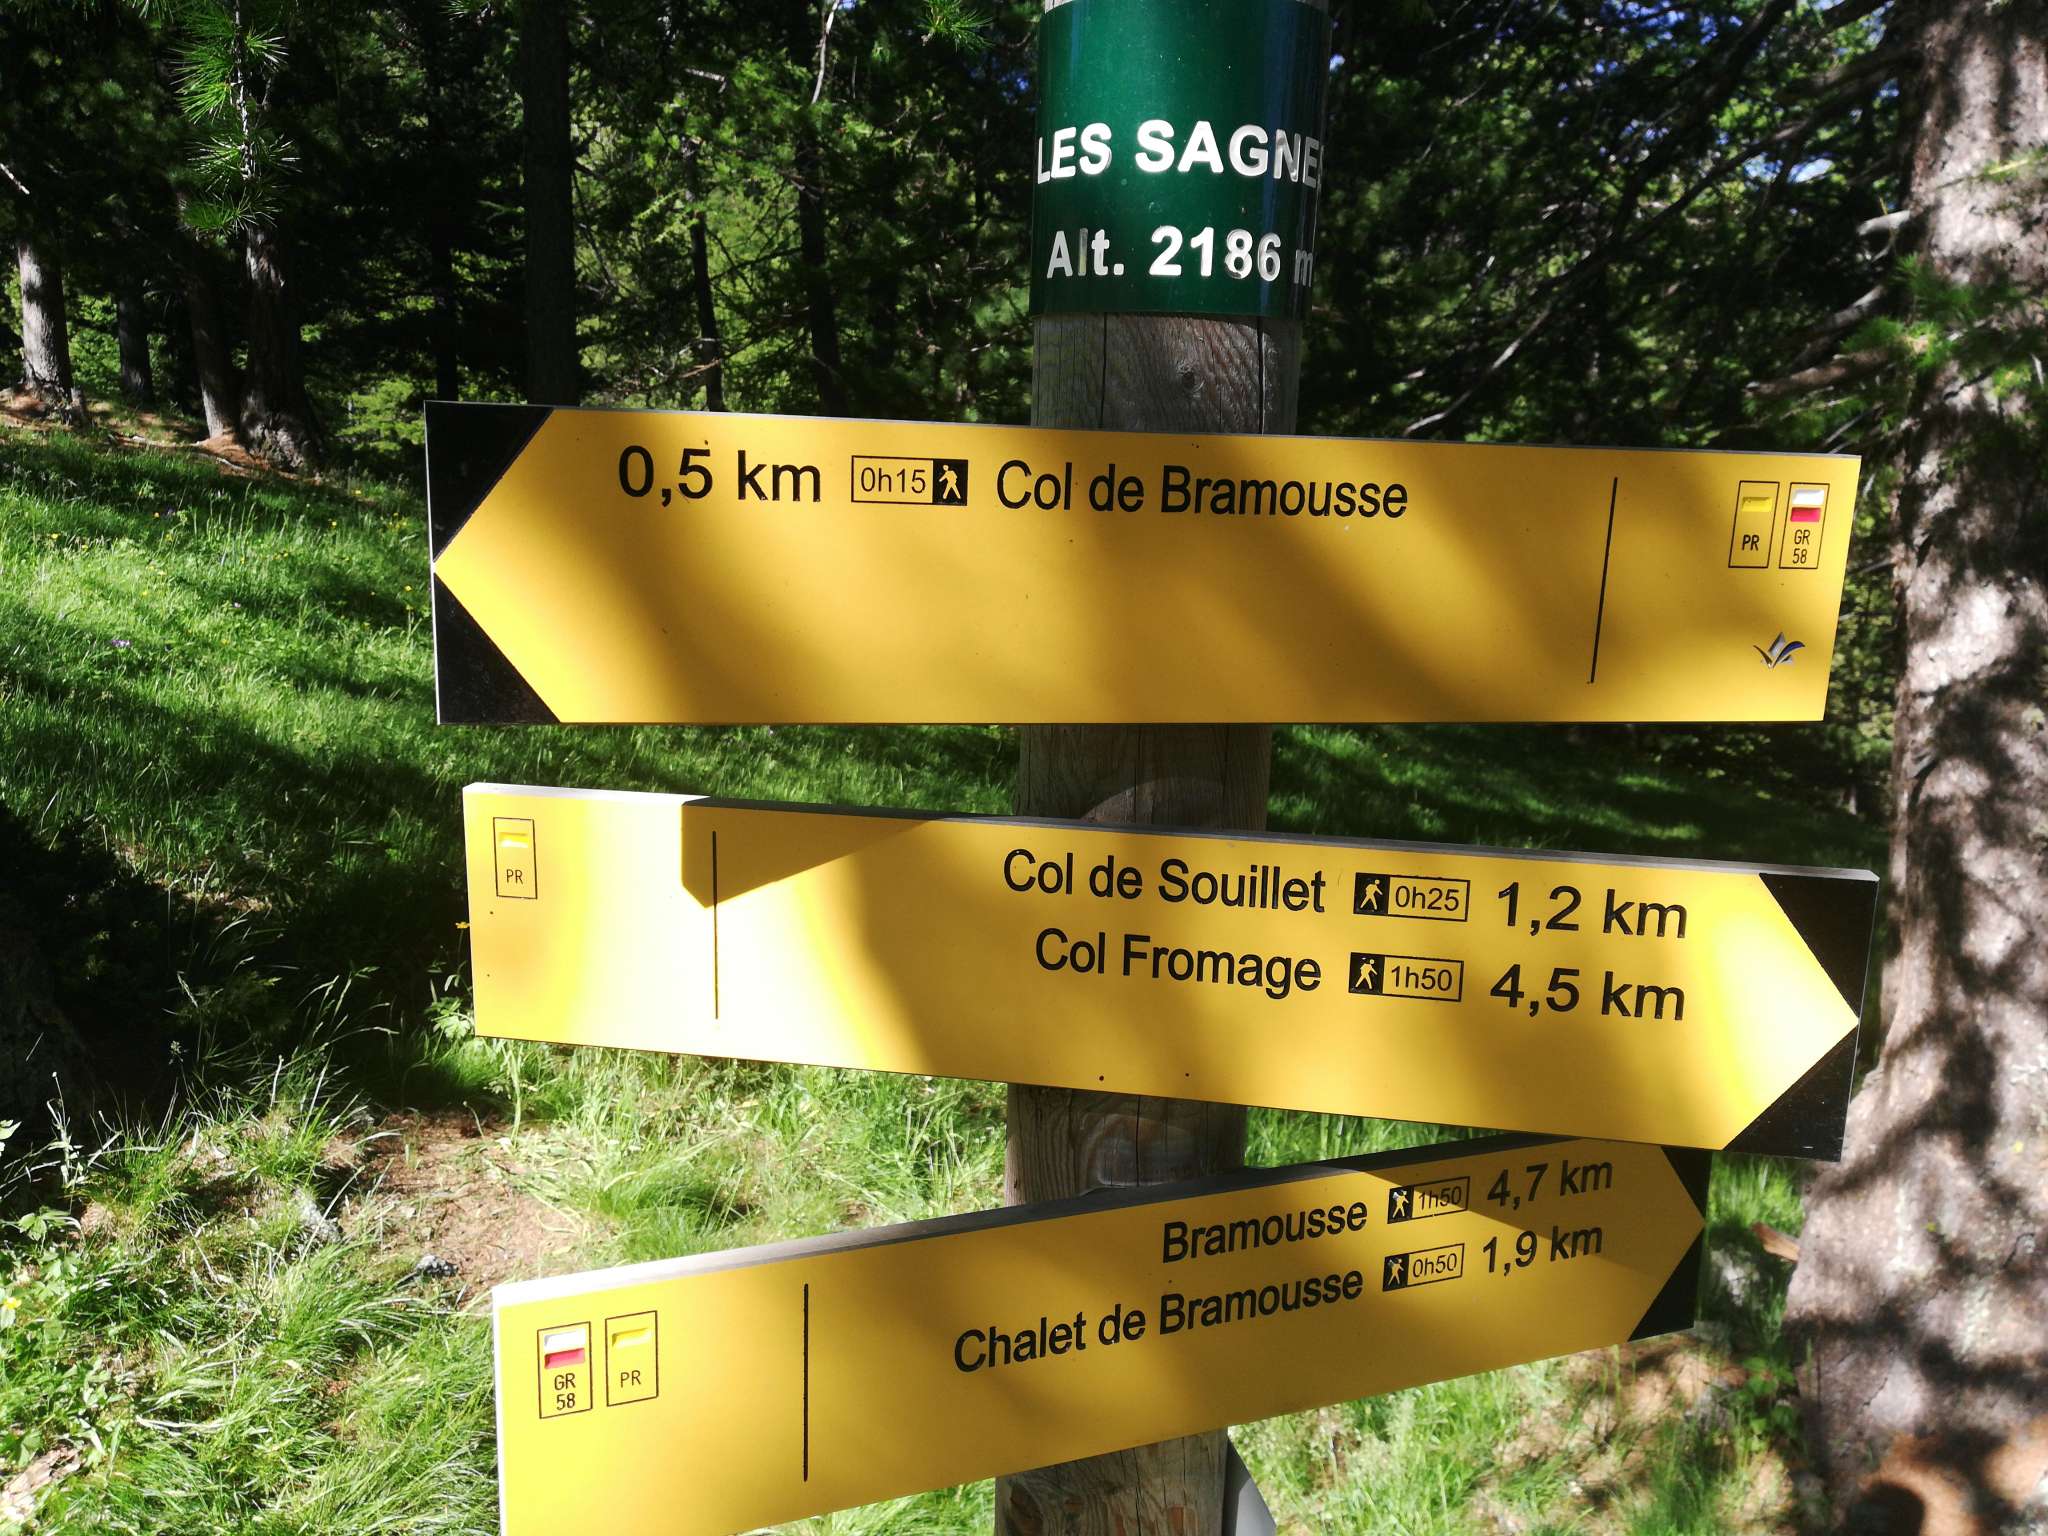 LES SAGNE
Alt. 2186 m
0,5 km 0h15 Col de Bramousse
PR GR
58
PR
Col de Souillet 0h25 1,2 km
Col Fromage 1h50 4,5 km
Bramousse 1h50 4,7 km
Chalet de Bramousse 0h50 1,9 km
GR PR
58